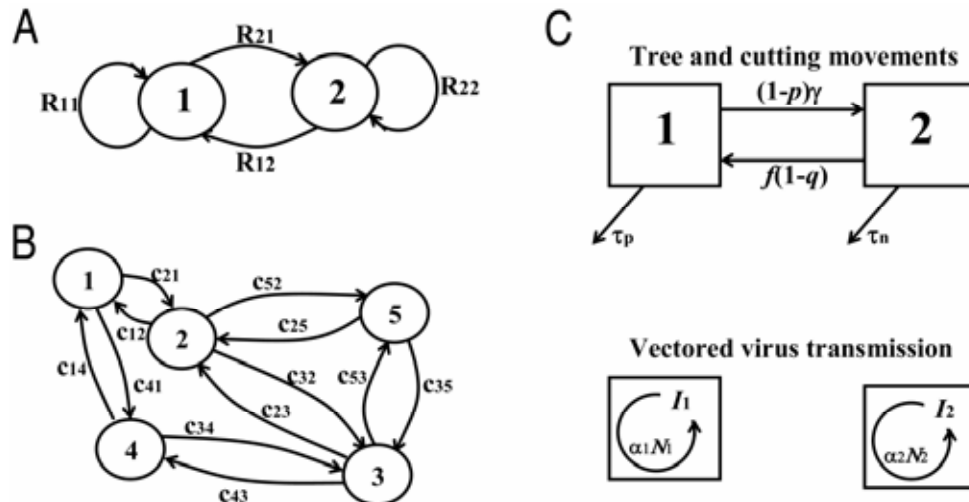 A
R21
R11
1
2
R22
R12
B
1
c21
c52
c12
2
c25
5
c14
c41
c32
c53
c35
c23
4
c34
3
c43
C
Tree and cutting movements
1
(1-p)γ
2
f(1-q)
τp
τn
Vectored virus transmission
I1
α1N1
I2
α2N2